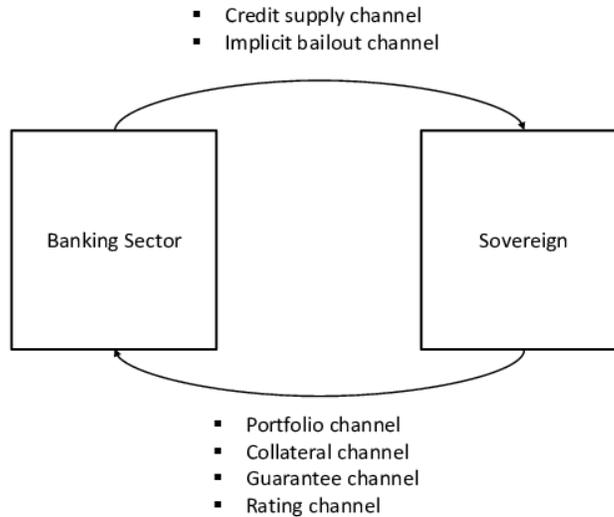 ▪ Credit supply channel
▪ Implicit bailout channel
Banking Sector
Sovereign
▪ Portfolio channel
▪ Collateral channel
▪ Guarantee channel
▪ Rating channel